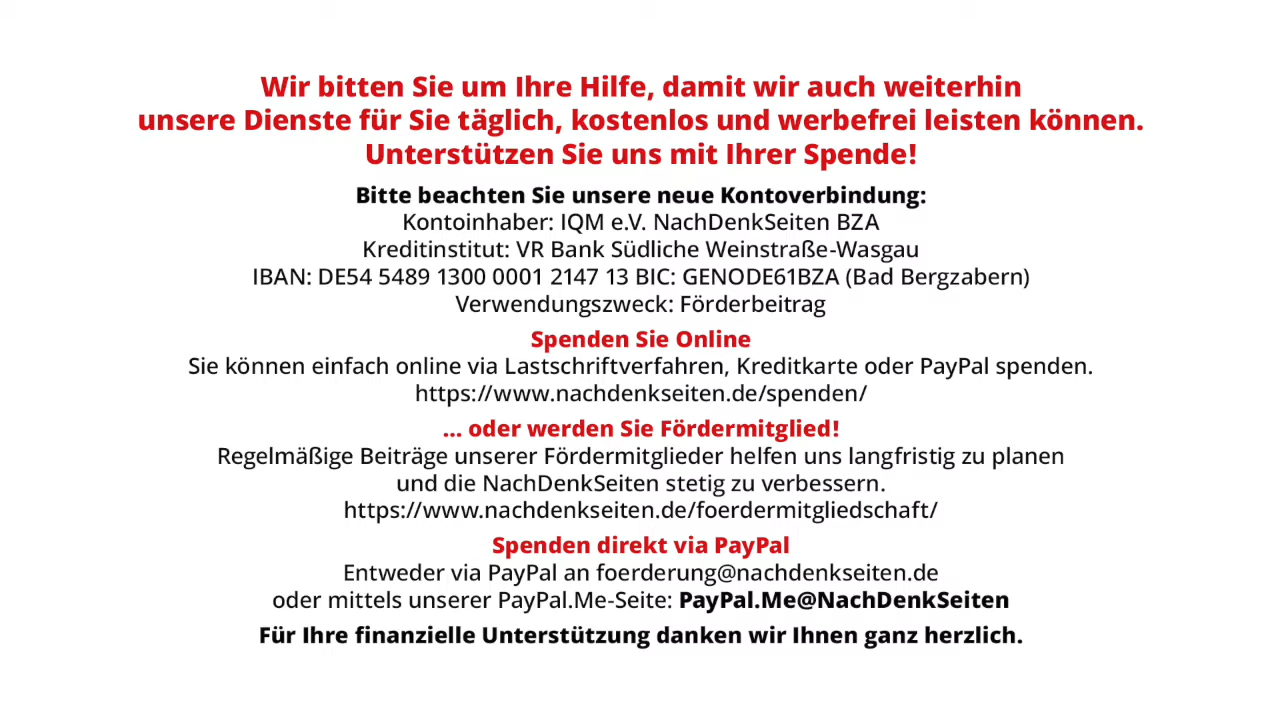 Wir bitten Sie um Ihre Hilfe, damit wir auch weiterhin
unsere Dienste für Sie täglich, kostenlos und werbefrei leisten können.
Unterstützen Sie uns mit Ihrer Spende!
Bitte beachten Sie unsere neue Kontoverbindung:
Kontoinhaber: IQM e.V. NachDenkSeiten BZA
Kreditinstitut: VR Bank Südliche Weinstraße-Wasgau
IBAN: DE54 5489 1300 0001 2147 13 BIC: GENODE61BZA (Bad Bergzabern)
Verwendungszweck: Förderbeitrag
Spenden Sie Online
Sie können einfach online via Lastschriftverfahren, Kreditkarte oder PayPal spenden.
https://www.nachdenkseiten.de/spenden/
... oder werden Sie Fördermitglied!
Regelmäßige Beiträge unserer Fördermitglieder helfen uns langfristig zu planen
und die NachDenkSeiten stetig zu verbessern.
https://www.nachdenkseiten.de/foerdermitgliedschaft/
Spenden direkt via PayPal
Entweder via PayPal an foerderung@nachdenkseiten.de
oder mittels unserer PayPal.Me-Seite: PayPal.Me@NachDenkSeiten
Für Ihre finanzielle Unterstützung danken wir Ihnen ganz herzlich.